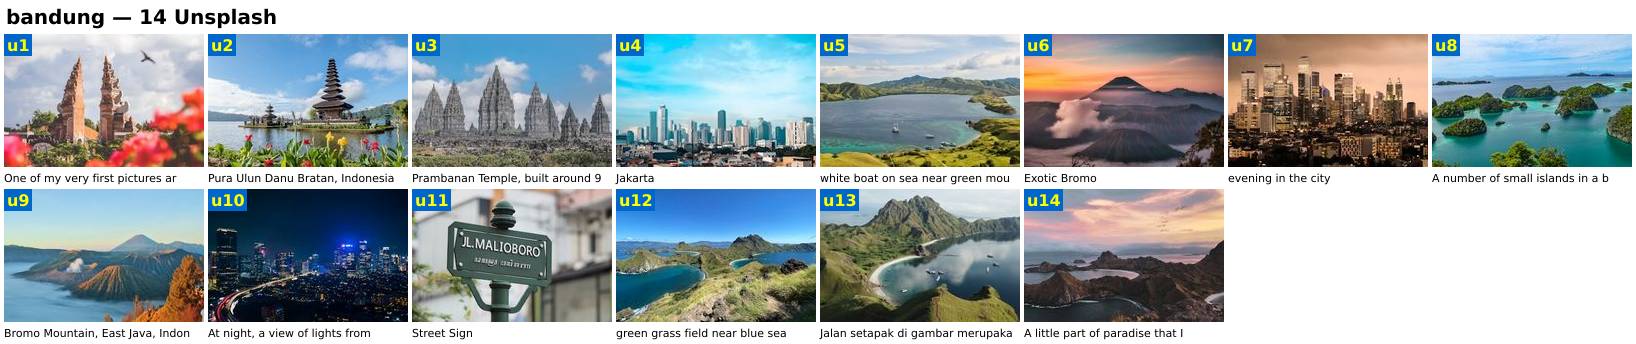 bandung — 14 Unsplash
u1
u2
u3
u4
u5
u6
u7
u8
One of my very first pictures ar
Pura Ulun Danu Bratan, Indonesia
Prambanan Temple, built around 9
Jakarta
white boat on sea near green mou
Exotic Bromo
evening in the city
A number of small islands in a b
u9
u10
u11
u12
u13
u14
JL.MALIOBORO
Bromo Mountain, East Java, Indon
At night, a view of lights from
Street Sign
green grass field near blue sea
Jalan setapak di gambar merupaka
A little part of paradise that I